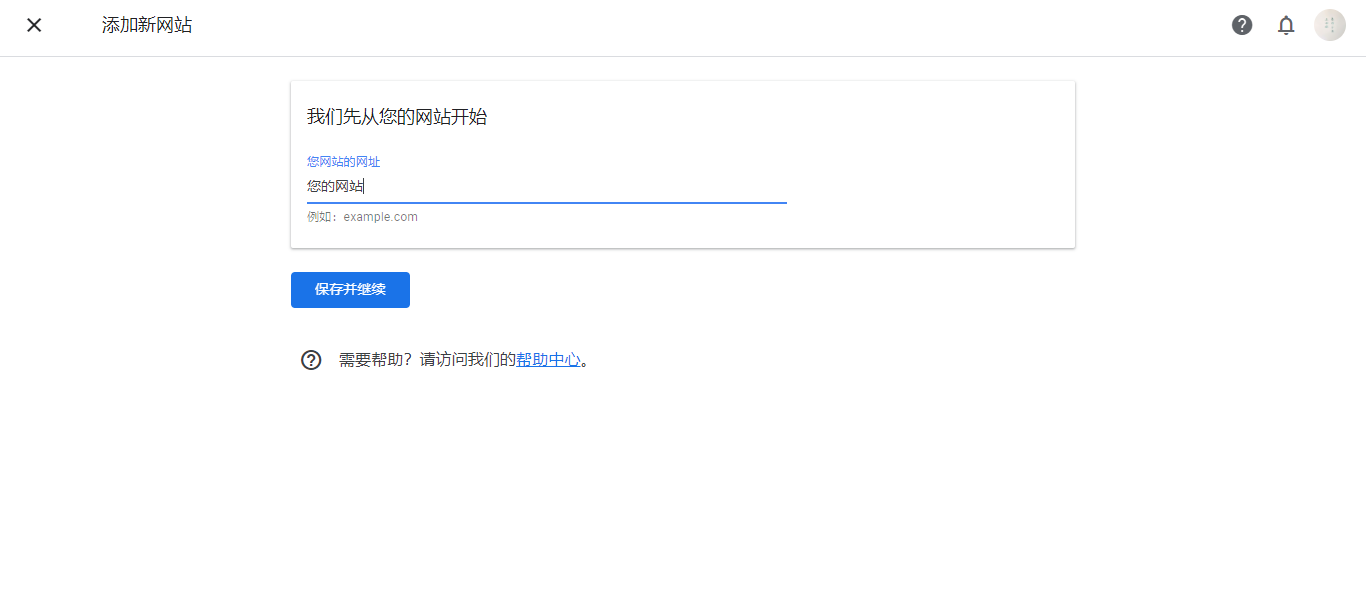 添加新网站
我们先从您的网站开始
您网站的网址
您的网站
例如：example.com
保存并继续
需要帮助？请访问我们的帮助中心。